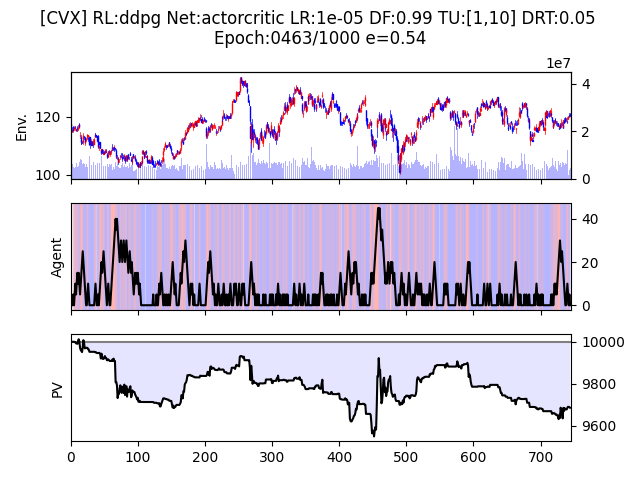 [CVX] RL:ddpg Net:actorcritic LR:1e-05 DF:0.99 TU:[1,10] DRT:0.05
Epoch:0463/1000 e=0.54
1e7
Env.
120
100
4
2
0
Agent
40
20
0
PV
10000
9800
9600
0 100 200 300 400 500 600 700